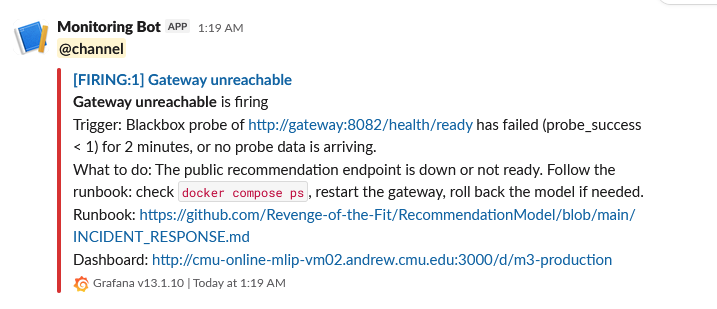 Monitoring Bot APP 1:19 AM
@channel
[FIRING:1] Gateway unreachable
Gateway unreachable is firing
Trigger: Blackbox probe of http://gateway:8082/health/ready has failed (probe_success
< 1) for 2 minutes, or no probe data is arriving.
What to do: The public recommendation endpoint is down or not ready. Follow the
runbook: check docker compose ps, restart the gateway, roll back the model if needed.
Runbook: https://github.com/Revenge-of-the-Fit/RecommendationModel/blob/main/
INCIDENT_RESPONSE.md
Dashboard: http://cmu-online-mlip-vm02.andrew.cmu.edu:3000/d/m3-production
Grafana v13.1.10 | Today at 1:19 AM